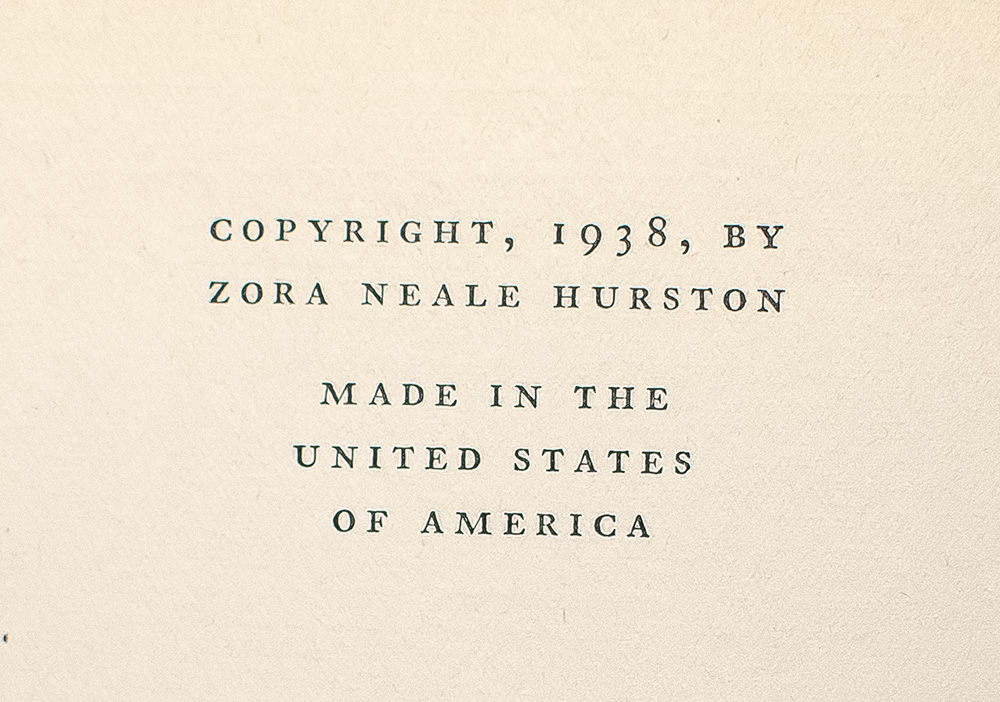 COPYRIGHT, 1938, BY
ZORA NEALE HURSTON
MADE IN THE
UNITED STATES
OF AMERICA